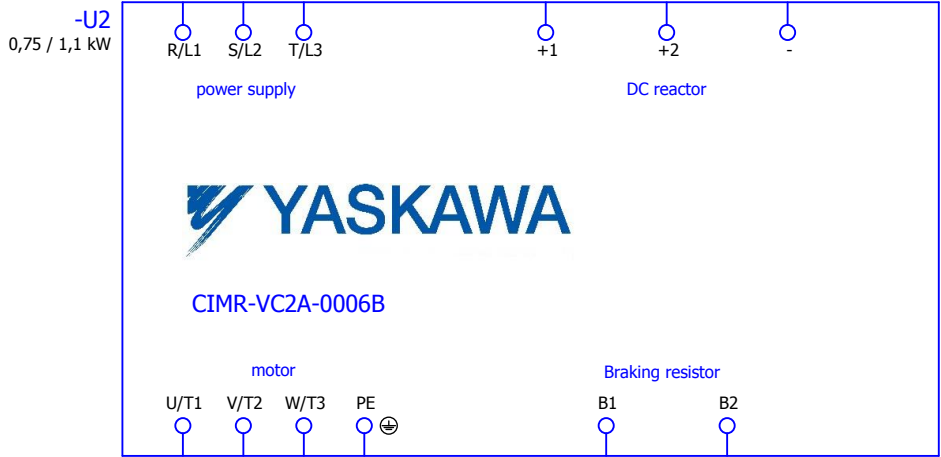 -U2
0,75 / 1,1 kW
R/L1 S/L2 T/L3 +1 +2 -
power supply DC reactor
YASKAWA
CIMR-VC2A-0006B
motor Braking resistor
U/T1 V/T2 W/T3 PE B1 B2